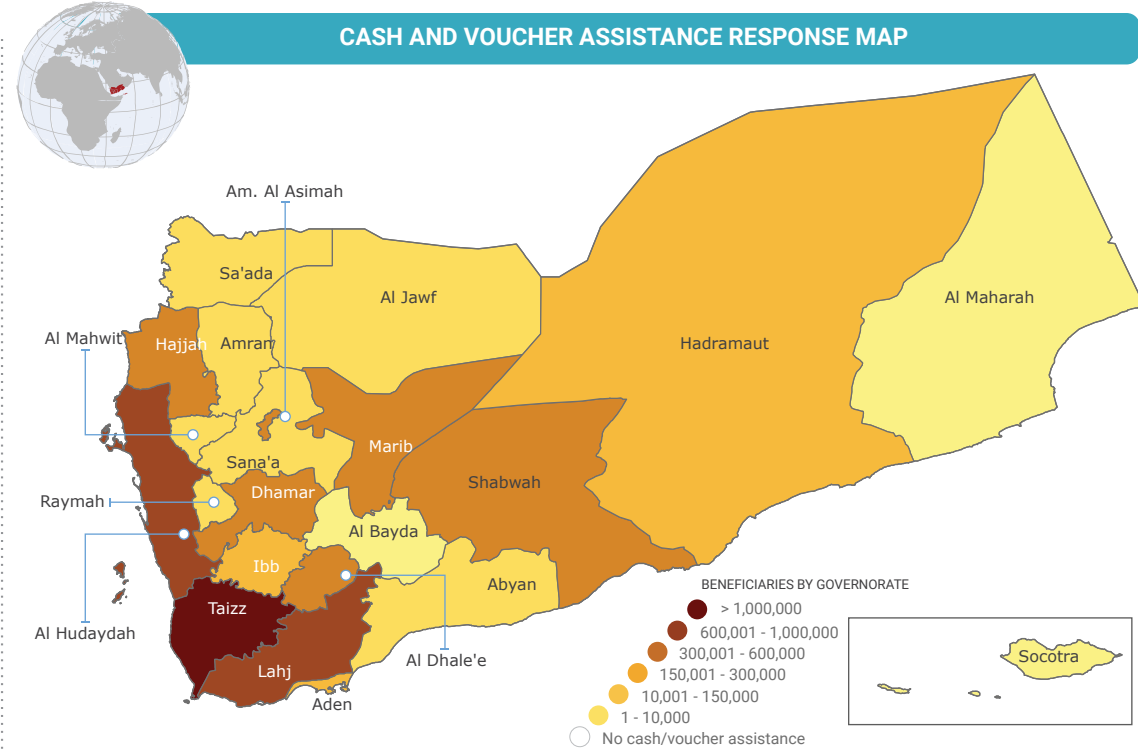 CASH AND VOUCHER ASSISTANCE RESPONSE MAP
Am. Al Asimah
Sa'ada
Al Jawf
Al Maharah
Al Mahwit
Hajjah
Amran
Hadramaut
Marib
Sana'a
Shabwah
Dhamar
Raymah
Al Bayda
Ibb
Abyan
BENEFICIARIES BY GOVERNORATE
Taizz
> 1,000,000
Al Hudaydah
600,001 - 1,000,000
300,001 - 600,000
Al Dhale'e
Socotra
Lahj
150,001 - 300,000
10,001 - 150,000
Aden
1 - 10,000
No cash/voucher assistance